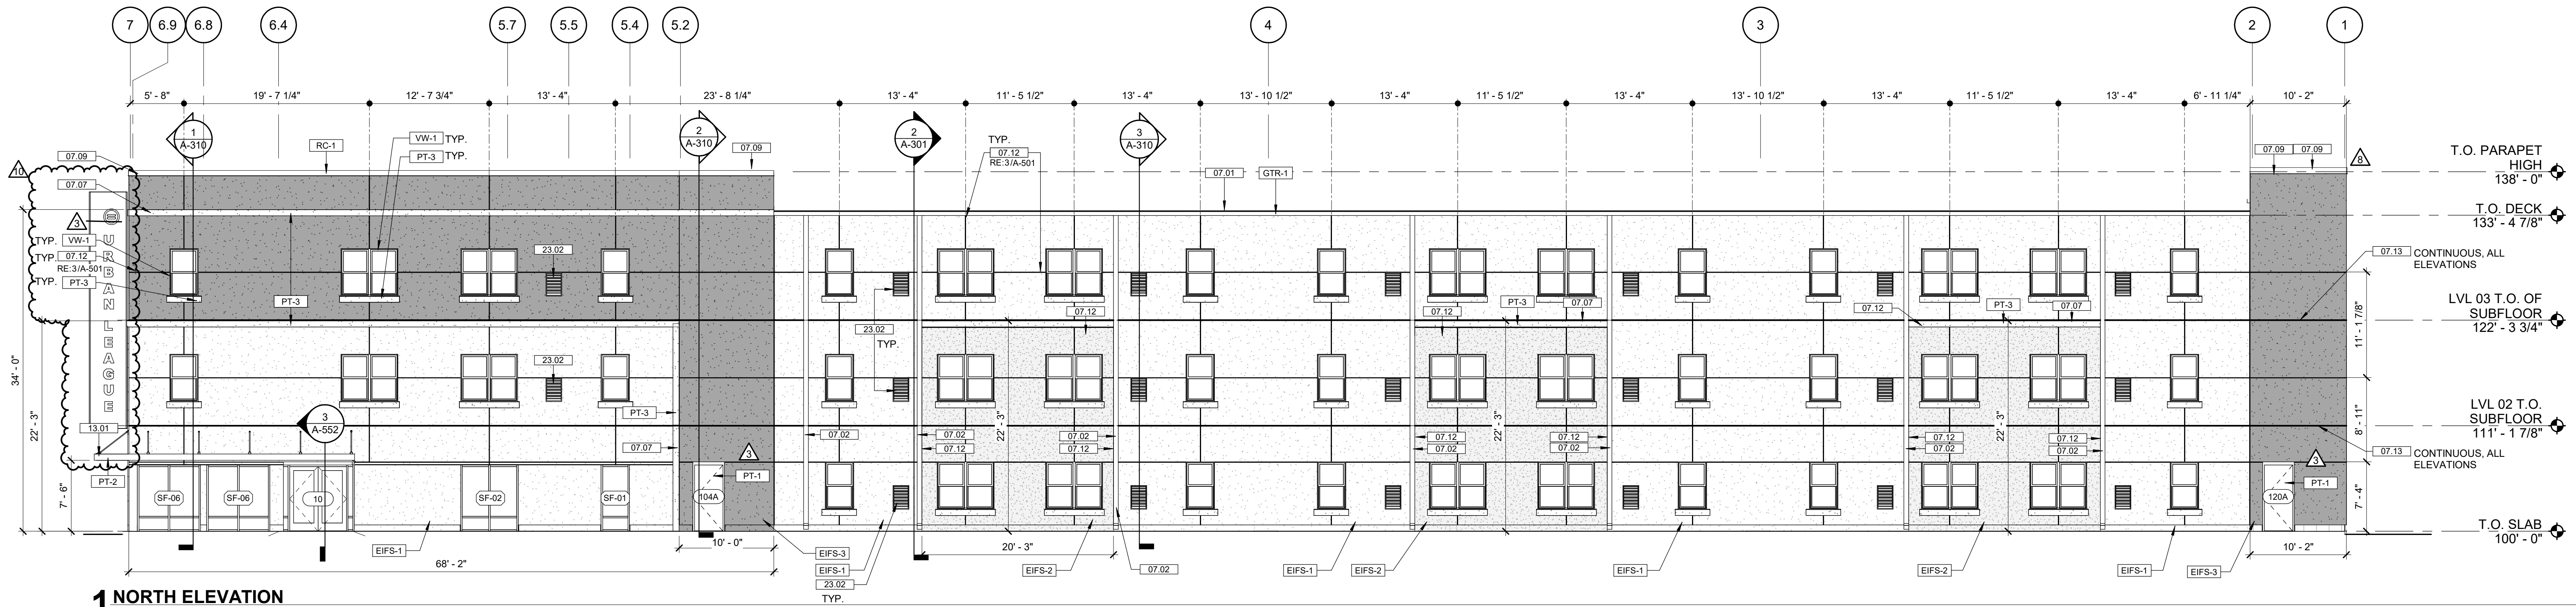 7
6.9
6.8
6.4
5.7
5.5
5.4
5.2
4
3
2
1
5' - 8"
19' - 7 1/4"
12' - 7 3/4"
13' - 4"
23' - 8 1/4"
13' - 4"
11' - 5 1/2"
13' - 4"
13' - 10 1/2"
13' - 4"
11' - 5 1/2"
13' - 4"
13' - 10 1/2"
13' - 4"
11' - 5 1/2"
13' - 4"
6' - 11 1/4"
10' - 2"
1
A-310
2
A-310
2
A-301
3
A-310
VW-1 TYP.
PT-3 TYP.
RC-1
07.09
07.09
TYP.
07.12
RE:3/A-501
07.01
GTR-1
07.09
07.09
8
10
07.09
07.07
3
TYP. VW-1
TYP. 07.12
RE:3/A-501
TYP. PT-3
URBAN LEAGUE
13.01
PT-2
34' - 0"
22' - 3"
7' - 6"
23.02
PT-3
23.02
3
A-552
PT-3
07.07
3
PT-1
SF-06
SF-06
10
SF-02
SF-01
104A
EIFS-1
68' - 2"
10' - 0"
23.02
TYP.
07.12
07.02
07.02
07.12
22' - 3"
07.02
07.12
EIFS-3
EIFS-1
23.02
TYP.
EIFS-2
20' - 3"
07.02
07.12
PT-3
07.07
07.12
07.02
22' - 3"
07.12
07.02
EIFS-1
EIFS-2
EIFS-1
07.12
PT-3
07.07
07.12
07.02
22' - 3"
07.12
07.02
EIFS-2
EIFS-1
EIFS-3
3
PT-1
120A
10' - 2"
11' - 1 7/8"
8' - 11"
7' - 4"
T.O. PARAPET
HIGH
138' - 0"
T.O. DECK
133' - 4 7/8"
07.13 CONTINUOUS, ALL
ELEVATIONS
LVL 03 T.O. OF
SUBFLOOR
122' - 3 3/4"
LVL 02 T.O.
SUBFLOOR
111' - 1 7/8"
07.13 CONTINUOUS, ALL
ELEVATIONS
T.O. SLAB
100' - 0"
1 NORTH ELEVATION